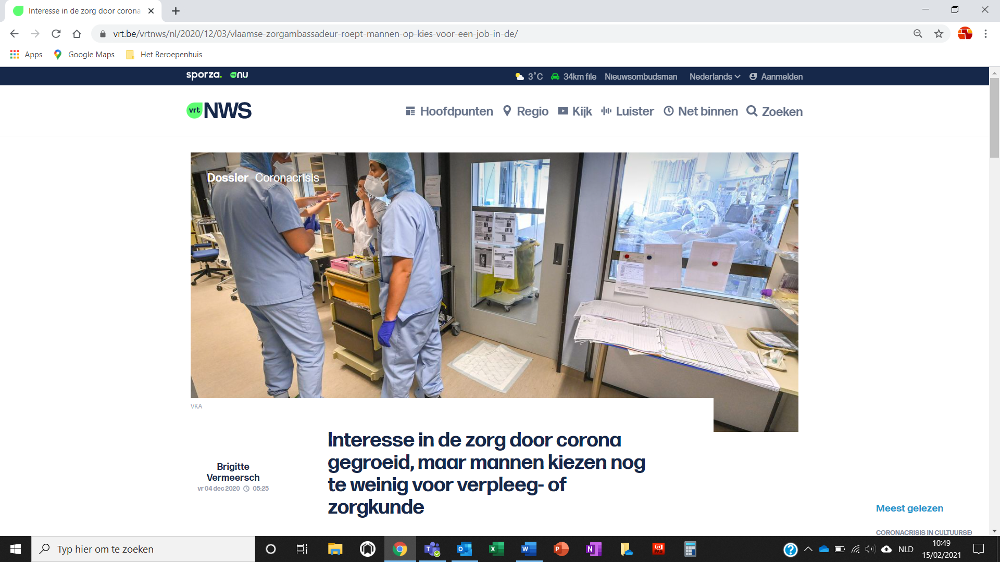 Interesse in de zorg door corona
vrt.be/vrtnws/nl/2020/12/03/vlaamse-zorgambassadeur-roept-mannen-op-kies-voor-een-job-in-de/
Apps Google Maps Het Beroepenhuis
sporza. vrt NU 3°C 34km file Nieuwsombudsman Nederlands Aanmelden
vrt NWS Hoofdpunten Regio Kijk Luister Net binnen Zoeken
Dossier Coronacrisis
VKA
Interesse in de zorg door corona
gegroeid, maar mannen kiezen nog
te weinig voor verpleeg- of
zorgkunde
Brigitte
Vermeersch
vr 04 dec 2020 05:25
Meest gelezen
CORONACRISIS IN CULTUURSE
Typ hier om te zoeken
NLD
10:49
15/02/2021